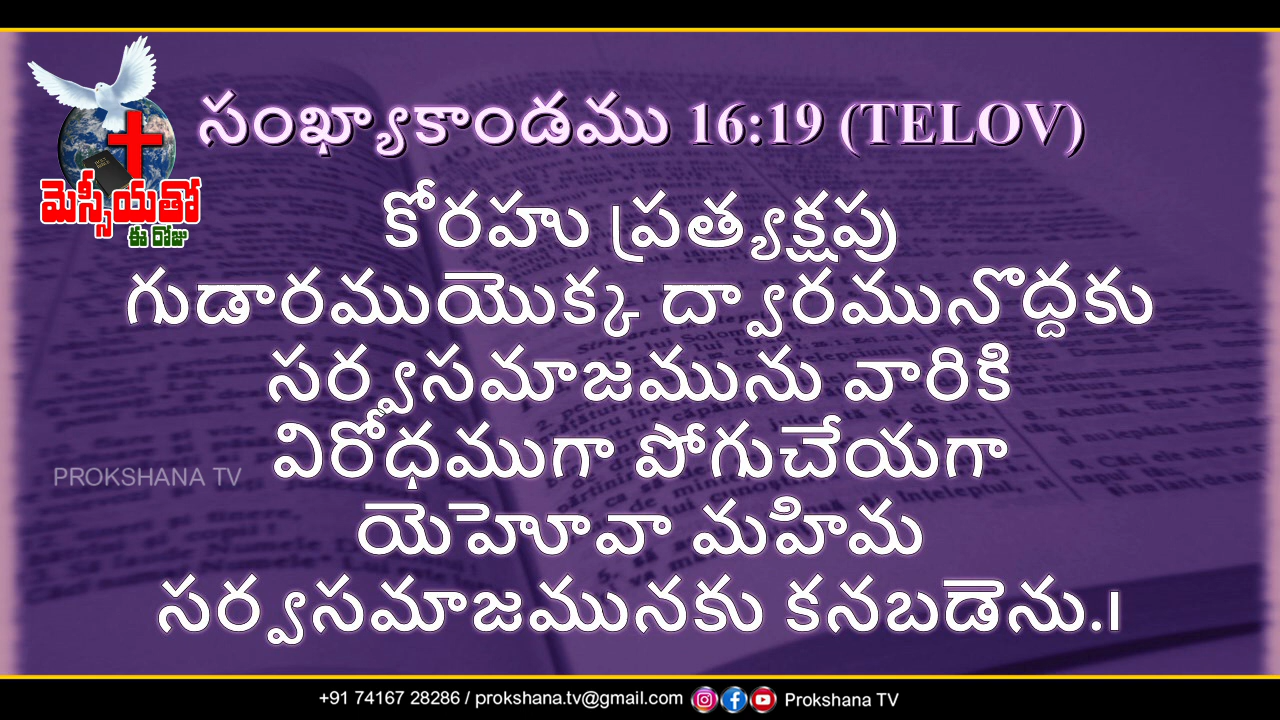 సంఖ్యాకాండము 16:19 (TELOV)
మెస్సీయతో
ఈ రోజు
కోరహు ప్రత్యక్షపు
గుడారముయొక్క ద్వారమునొద్దకు
సర్వసమాజమును వారికి
విరోధముగా పోగుచేయగా
యెహోవా మహిమ
సర్వసమాజమునకు కనబడెను.।
PROKSHANA TV
+91 74167 28286 / prokshana.tv@gmail.com Prokshana TV